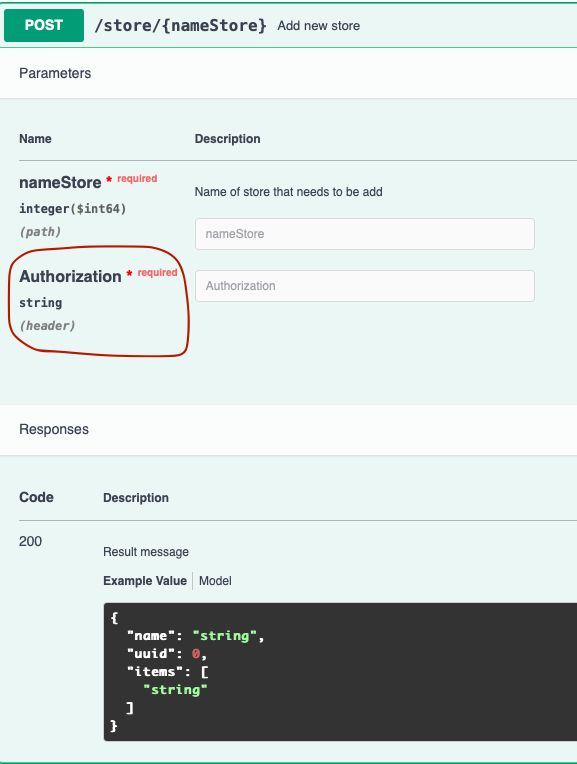 POST /store/{nameStore} Add new store
Parameters
Name Description
nameStore * required
integer($int64)
(path)
Name of store that needs to be add
nameStore
Authorization * required
string
(header)
Authorization
Responses
Code Description
200
Result message
Example Value Model
{
  "name": "string",
  "uuid": 0,
  "items": [
    "string"
  ]
}